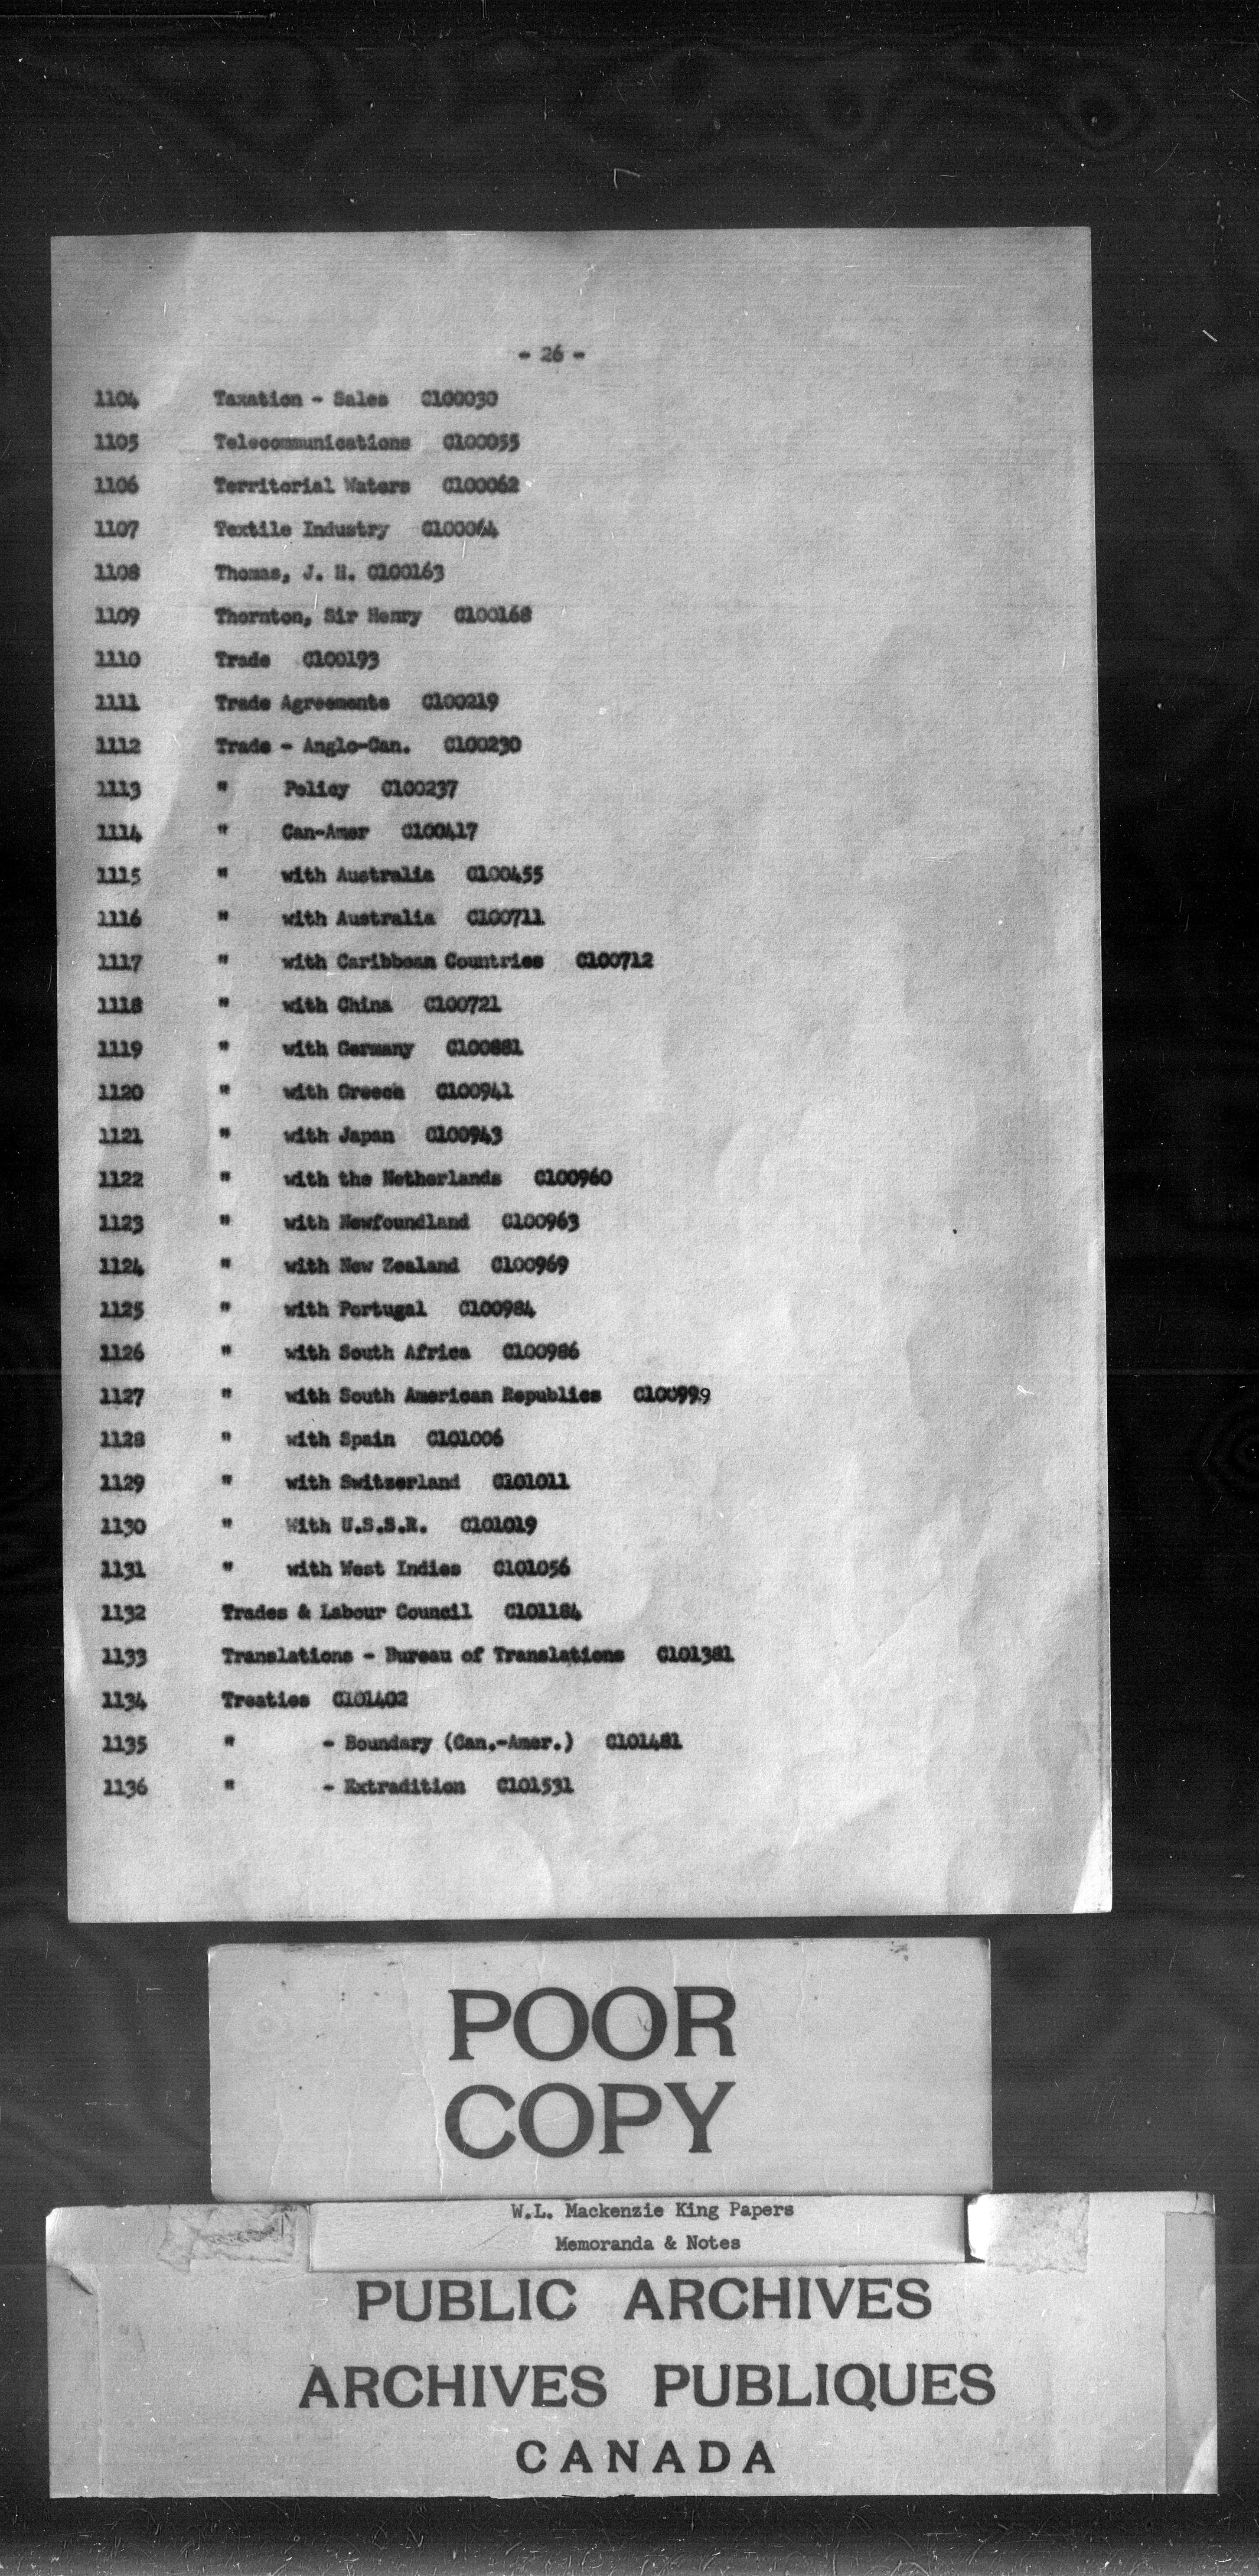 - 26 -
1104 Taxation - Sales C100030
1105 Telecommunications C100055
1106 Territorial Waters C100062
1107 Textile Industry C100064
1108 Thomas, J. H. C100163
1109 Thornton, Sir Henry C100168
1110 Trade C100193
1111 Trade Agreements C100219
1112 Trade - Anglo-Can. C100230
1113 " Policy C100237
1114 " Can-Amer C100417
1115 " with Australia C100455
1116 " with Australia C100711
1117 " with Caribbean Countries C100712
1118 " with China C100721
1119 " with Germany C100881
1120 " with Greece C100941
1121 " with Japan C100943
1122 " with the Netherlands C100960
1123 " with Newfoundland C100963
1124 " with New Zealand C100969
1125 " with Portugal C100984
1126 " with South Africa C100986
1127 " with South American Republics C100999
1128 " with Spain C101006
1129 " with Switzerland C101011
1130 " With U.S.S.R. C101019
1131 " with West Indies C101056
1132 Trades & Labour Council C101184
1133 Translations - Bureau of Translations C101381
1134 Treaties C101402
1135 " - Boundary (Can.-Amer.) C101481
1136 " - Extradition C101531
POOR
COPY
W.L. Mackenzie King Papers
Memoranda & Notes
PUBLIC ARCHIVES
ARCHIVES PUBLIQUES
CANADA